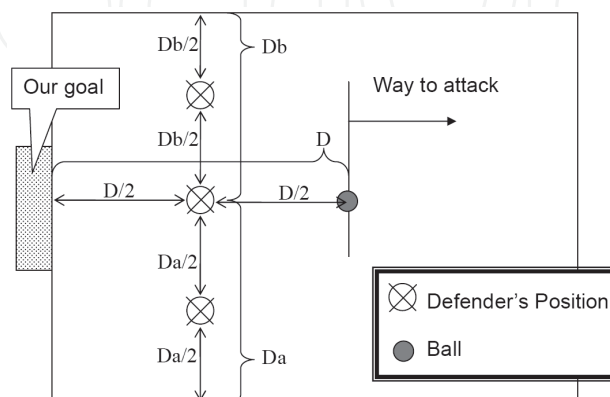 Db/2
Db
Our goal
Way to attack
Db/2
D
D/2
D/2
Da/2
Defender's Position
Ball
Da/2
Da